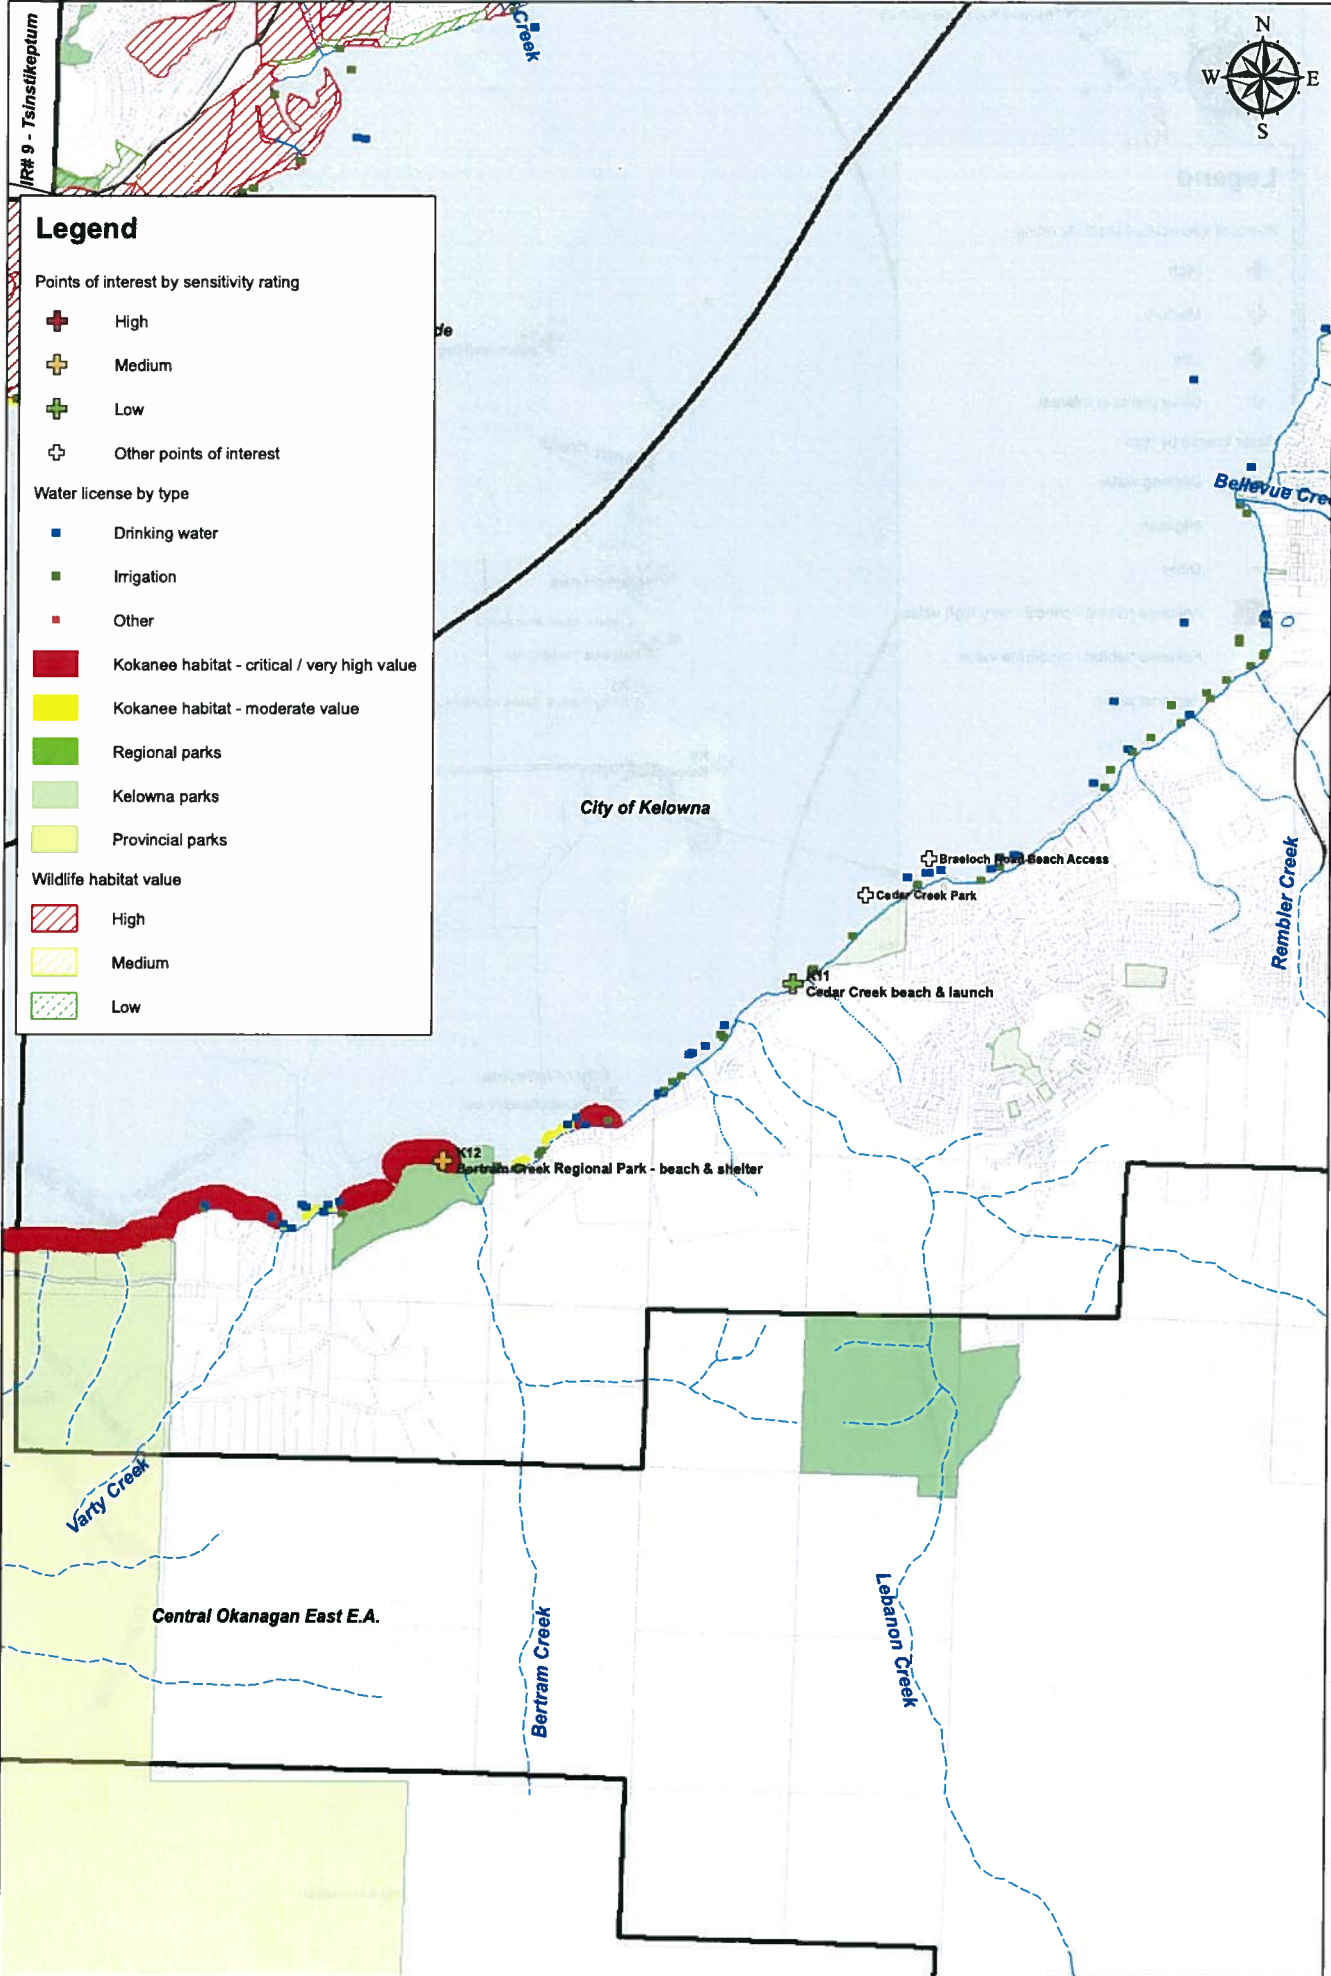 Creek
N
W
E
S
IR# 9 - Tsinstikeptum
Legend
Points of interest by sensitivity rating
High
Medium
Low
Other points of interest
Water license by type
Drinking water
Irrigation
Other
Kokanee habitat - critical / very high value
Kokanee habitat - moderate value
Regional parks
Kelowna parks
Provincial parks
Wildlife habitat value
High
Medium
Low
de
Bellevue Cree
City of Kelowna
Braeloch Road Beach Access
Cedar Creek Park
Rembler Creek
K11
Cedar Creek beach & launch
K12
Bertram Creek Regional Park - beach & shelter
Varty Creek
Central Okanagan East E.A.
Bertram Creek
Lebanon Creek